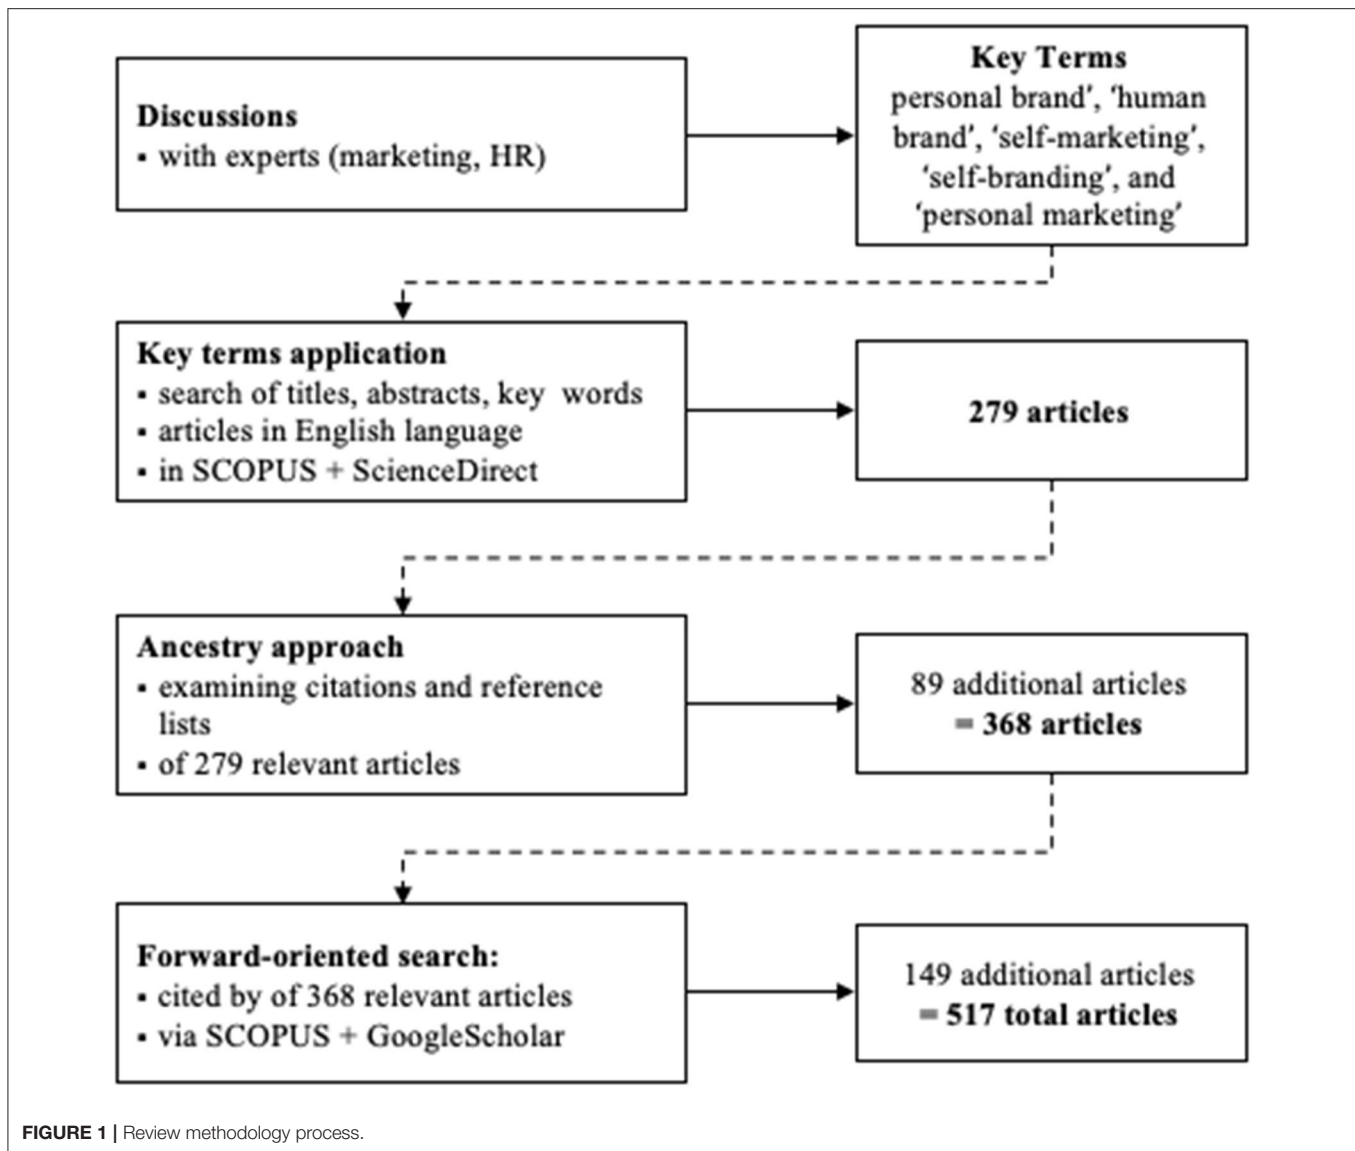 Discussions
▪ with experts (marketing, HR)
Key Terms
personal brand’, ‘human
brand’, ‘self-marketing’,
‘self-branding’, and
‘personal marketing’
Key terms application
▪ search of titles, abstracts, key words
▪ articles in English language
▪ in SCOPUS + ScienceDirect
279 articles
Ancestry approach
▪ examining citations and reference
lists
▪ of 279 relevant articles
89 additional articles
= 368 articles
Forward-oriented search:
▪ cited by of 368 relevant articles
▪ via SCOPUS + GoogleScholar
149 additional articles
= 517 total articles
FIGURE 1 | Review methodology process.